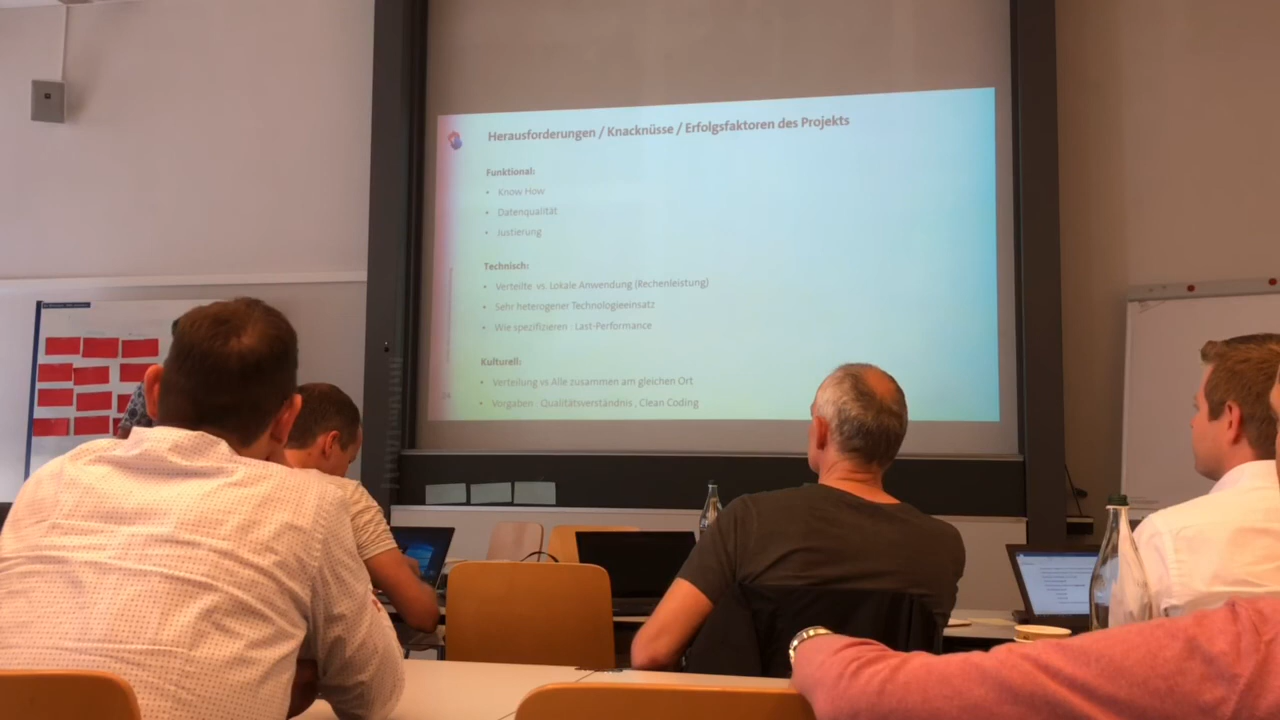 Herausforderungen / Knacknüsse / Erfolgsfaktoren des Projekts
Funktional:
• Know How
• Datenqualität
• Justierung
Technisch:
• Verteilte vs. Lokale Anwendung (Rechenleistung)
• Sehr heterogener Technologieeinsatz
• Wie spezifizieren : Last-Performance
Kulturell:
• Verteilung vs Alle zusammen am gleichen Ort
• Vorgaben : Qualitätsverständnis , Clean Coding